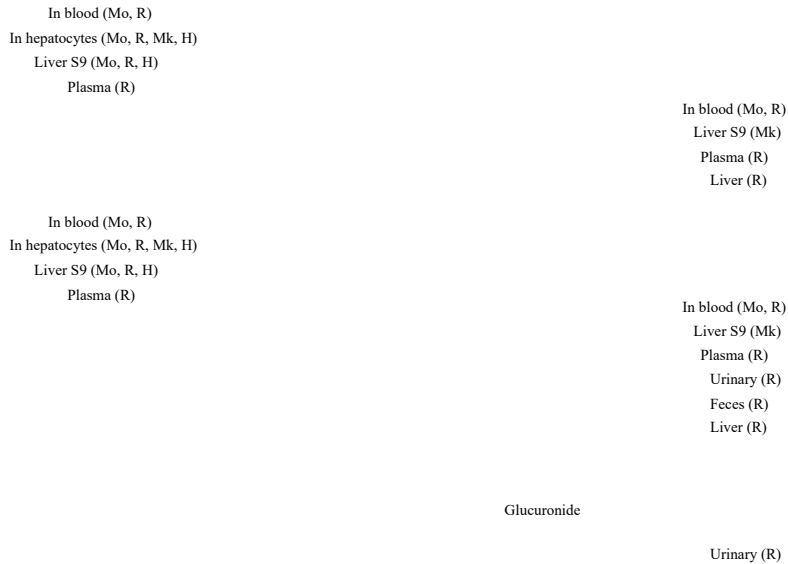 In blood (Mo, R)
In hepatocytes (Mo, R, Mk, H)
Liver S9 (Mo, R, H)
Plasma (R)
In blood (Mo, R)
Liver S9 (Mk)
Plasma (R)
Liver (R)
In blood (Mo, R)
In hepatocytes (Mo, R, Mk, H)
Liver S9 (Mo, R, H)
Plasma (R)
In blood (Mo, R)
Liver S9 (Mk)
Plasma (R)
Urinary (R)
Feces (R)
Liver (R)
Glucuronide
Urinary (R)